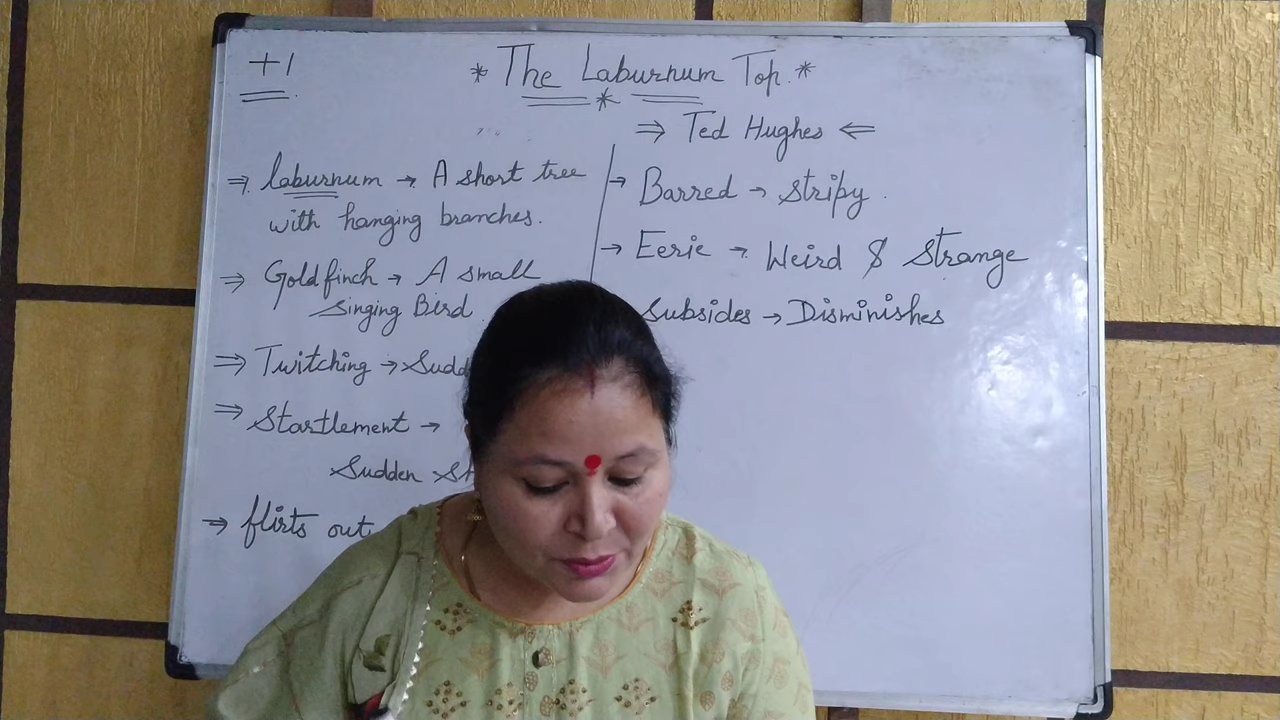 +1
* The Laburnum Top. *
*
⇒ Ted Hughes ⇐
⇒ laburnum → A short tree
with hanging branches.
⇒ Goldfinch → A small
Singing Bird
⇒ Twitching →
⇒ Startlement →
Sudden
⇒ flirts out
→ Barred → stripy.
→ Eerie → Weird & Strange
Subsides → Disminishes